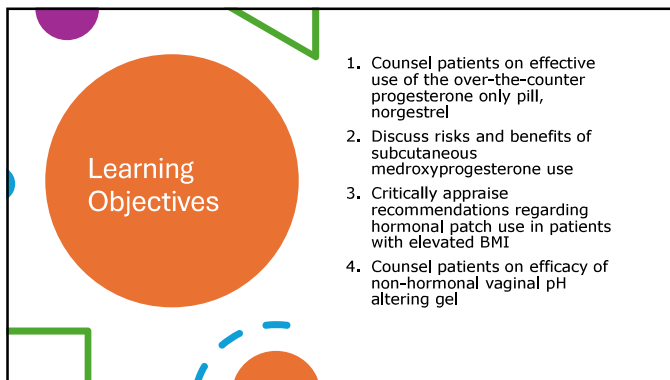 Learning
Objectives
1. Counsel patients on effective
use of the over-the-counter
progesterone only pill,
norgestrel
2. Discuss risks and benefits of
subcutaneous
medroxyprogesterone use
3. Critically appraise
recommendations regarding
hormonal patch use in patients
with elevated BMI
4. Counsel patients on efficacy of
non-hormonal vaginal pH
altering gel